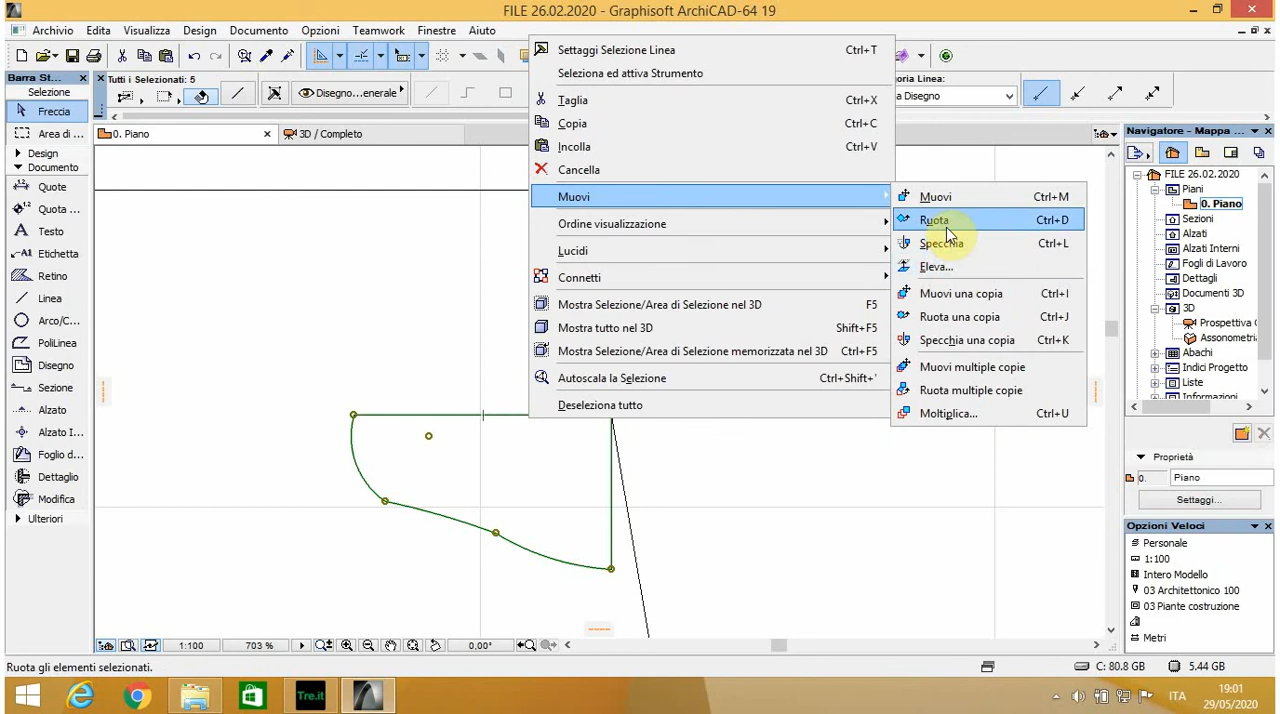 FILE 26.02.2020 - Graphisoft ArchiCAD-64 19
Archivio Edita Visualizza Design Documento Opzioni Teamwork Finestre Aiuto
Barra St...
Selezione
Freccia
Area di ...
Design
Documento
Quote
Quota ...
Testo
Etichetta
Retino
Linea
Arco/C...
PoliLinea
Disegno
Sezione
Alzato
Alzato I...
Foglio d...
Dettaglio
Modifica
Ulteriori
Tutti i Selezionati: 5
Disegno...enerale
0. Piano
3D / Completo
Settaggi Selezione Linea Ctrl+T
Seleziona ed attiva Strumento
Taglia Ctrl+X
Copia Ctrl+C
Incolla Ctrl+V
Cancella
Muovi
Ordine visualizzazione
Lucidi
Connetti
Mostra Selezione/Area di Selezione nel 3D F5
Mostra tutto nel 3D Shift+F5
Mostra Selezione/Area di Selezione memorizzata nel 3D Ctrl+F5
Autoscala la Selezione Ctrl+Shift+'
Deseleziona tutto
Muovi Ctrl+M
Ruota Ctrl+D
Specchia Ctrl+L
Eleva...
Muovi una copia Ctrl+I
Ruota una copia Ctrl+J
Specchia una copia Ctrl+K
Muovi multiple copie
Ruota multiple copie
Moltiplica... Ctrl+U
oria Linea:
a Disegno
Navigatore - Mappa ...
FILE 26.02.2020
Piani
0. Piano
Sezioni
Alzati
Alzati Interni
Fogli di Lavoro
Dettagli
Documenti 3D
3D
Prospettiva
Assonometri
Abachi
Indici Progetto
Liste
Informazioni
Proprietà
0. Piano
Settaggi...
Opzioni Veloci
Personale
1:100
Intero Modello
03 Architettonico 100
03 Piante costruzione
Metri
1:100 703 % 0,00°
Ruota gli elementi selezionati.
C: 80.8 GB 5.44 GB
Tre.it
ITA
19:01
29/05/2020